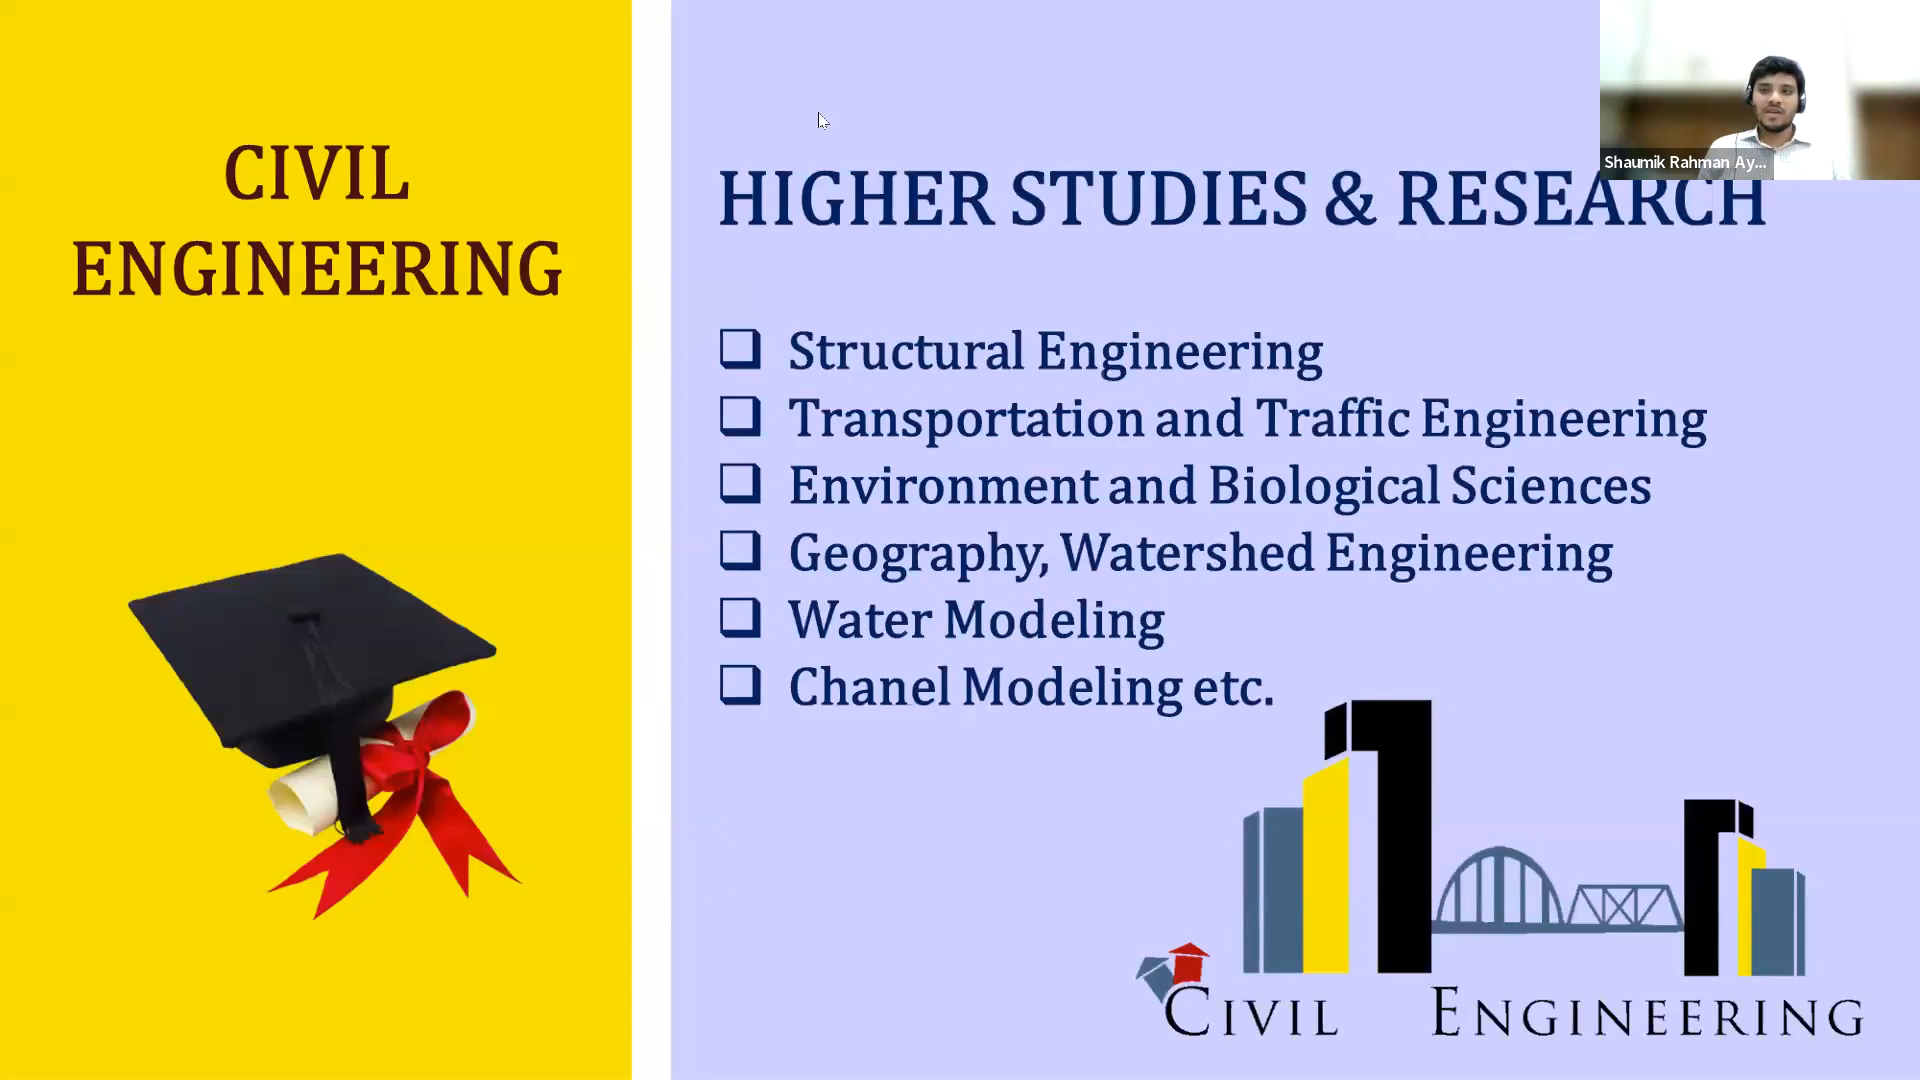 CIVIL
ENGINEERING
Shaumik Rahman Ay...
HIGHER STUDIES & RESEARCH
Structural Engineering
Transportation and Traffic Engineering
Environment and Biological Sciences
Geography, Watershed Engineering
Water Modeling
Chanel Modeling etc.
CIVIL ENGINEERING